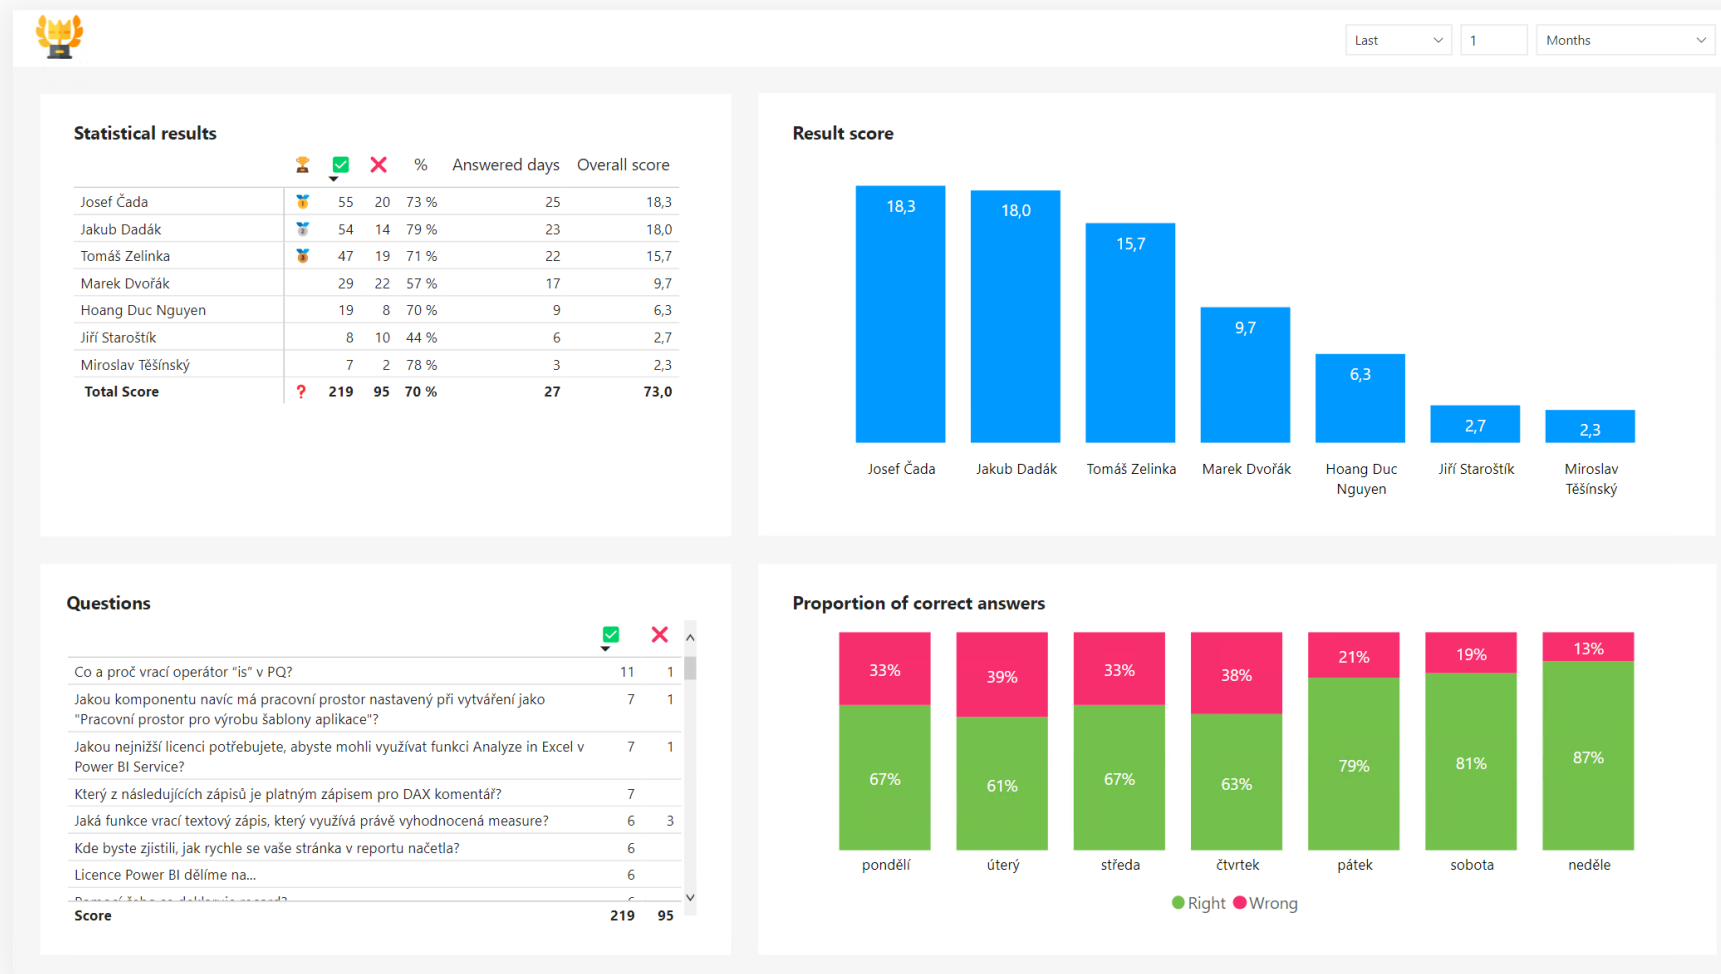 Last 1 Months
Statistical results
% Answered days Overall score
Josef Čada 55 20 73 % 25 18,3
Jakub Dadák 54 14 79 % 23 18,0
Tomáš Zelinka 47 19 71 % 22 15,7
Marek Dvořák 29 22 57 % 17 9,7
Hoang Duc Nguyen 19 8 70 % 9 6,3
Jiří Staroštík 8 10 44 % 6 2,7
Miroslav Těšínský 7 2 78 % 3 2,3
Total Score ❓ 219 95 70 % 27 73,0
Result score
18,3 18,0 15,7 9,7 6,3 2,7 2,3
Josef Čada Jakub Dadák Tomáš Zelinka Marek Dvořák Hoang Duc Jiří Staroštík Miroslav
Nguyen Těšínský
Questions
Co a proč vrací operátor “is” v PQ? 11 1
Jakou komponentu navíc má pracovní prostor nastavený při vytváření jako 7 1
"Pracovní prostor pro výrobu šablony aplikace"?
Jakou nejnižší licenci potřebujete, abyste mohli využívat funkci Analyze in Excel v 7 1
Power BI Service?
Který z následujících zápisů je platným zápisem pro DAX komentář? 7
Jaká funkce vrací textový zápis, který využívá právě vyhodnocená measure? 6 3
Kde byste zjistili, jak rychle se vaše stránka v reportu načetla? 6
Licence Power BI dělíme na... 6
Score 219 95
Proportion of correct answers
33% 39% 33% 38% 21% 19% 13%
67% 61% 67% 63% 79% 81% 87%
pondělí úterý středa čtvrtek pátek sobota neděle
Right Wrong